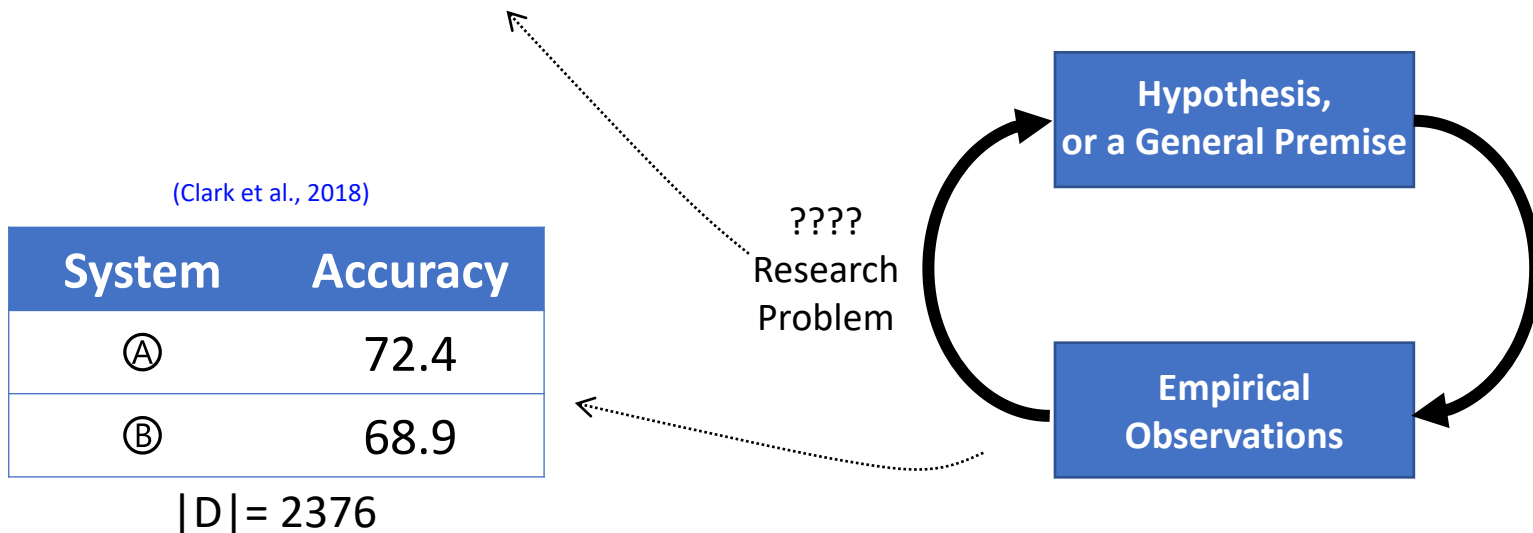 (Clark et al., 2018)
System Accuracy
Ⓐ 72.4
Ⓑ 68.9
|D|= 2376
????
Research
Problem
Hypothesis,
or a General Premise
Empirical
Observations